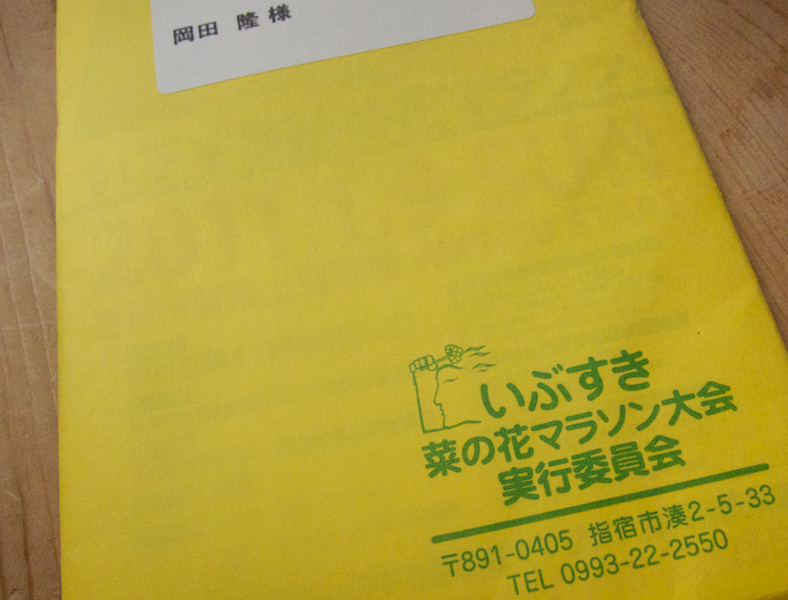 岡田 隆 様
いぶすき
菜の花マラソン大会
実行委員会
〒891-0405 指宿市湊2-5-33
TEL 0993-22-2550